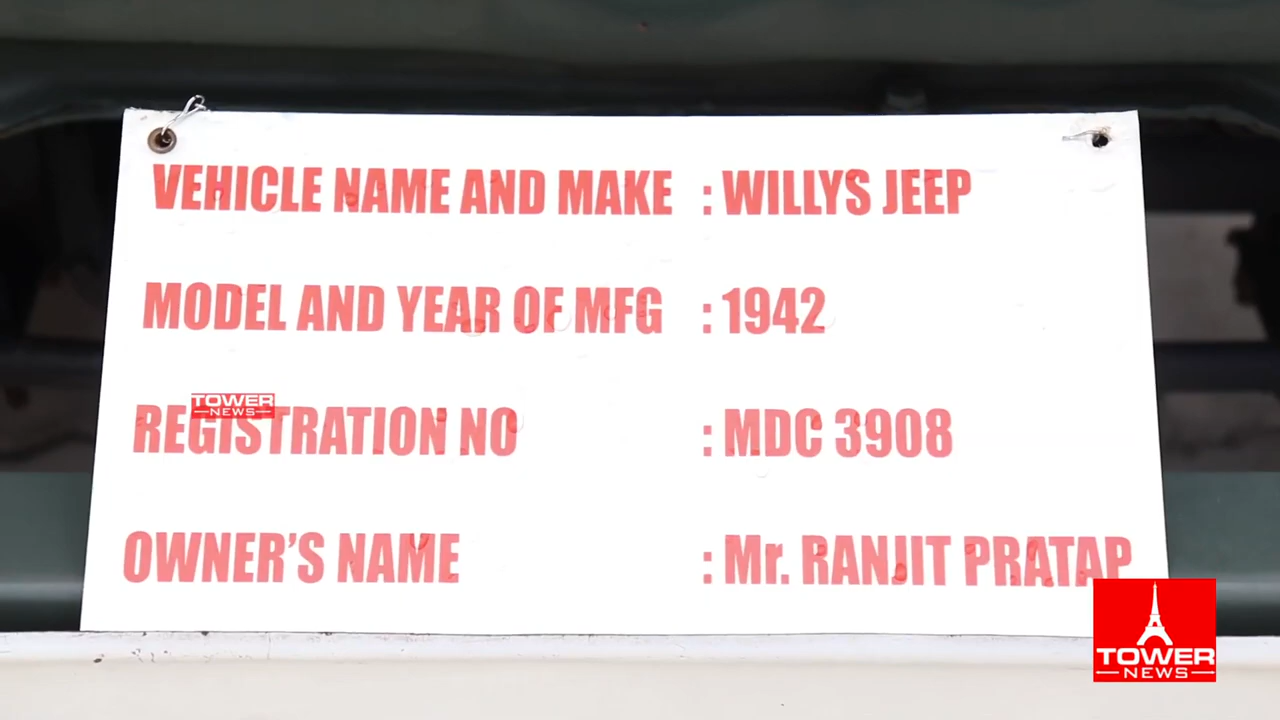 VEHICLE NAME AND MAKE : WILLYS JEEP
MODEL AND YEAR OF MFG : 1942
TOWER
NEWS
REGISTRATION NO : MDC 3908
OWNER'S NAME : Mr. RANJIT PRATAP
TOWER
NEWS